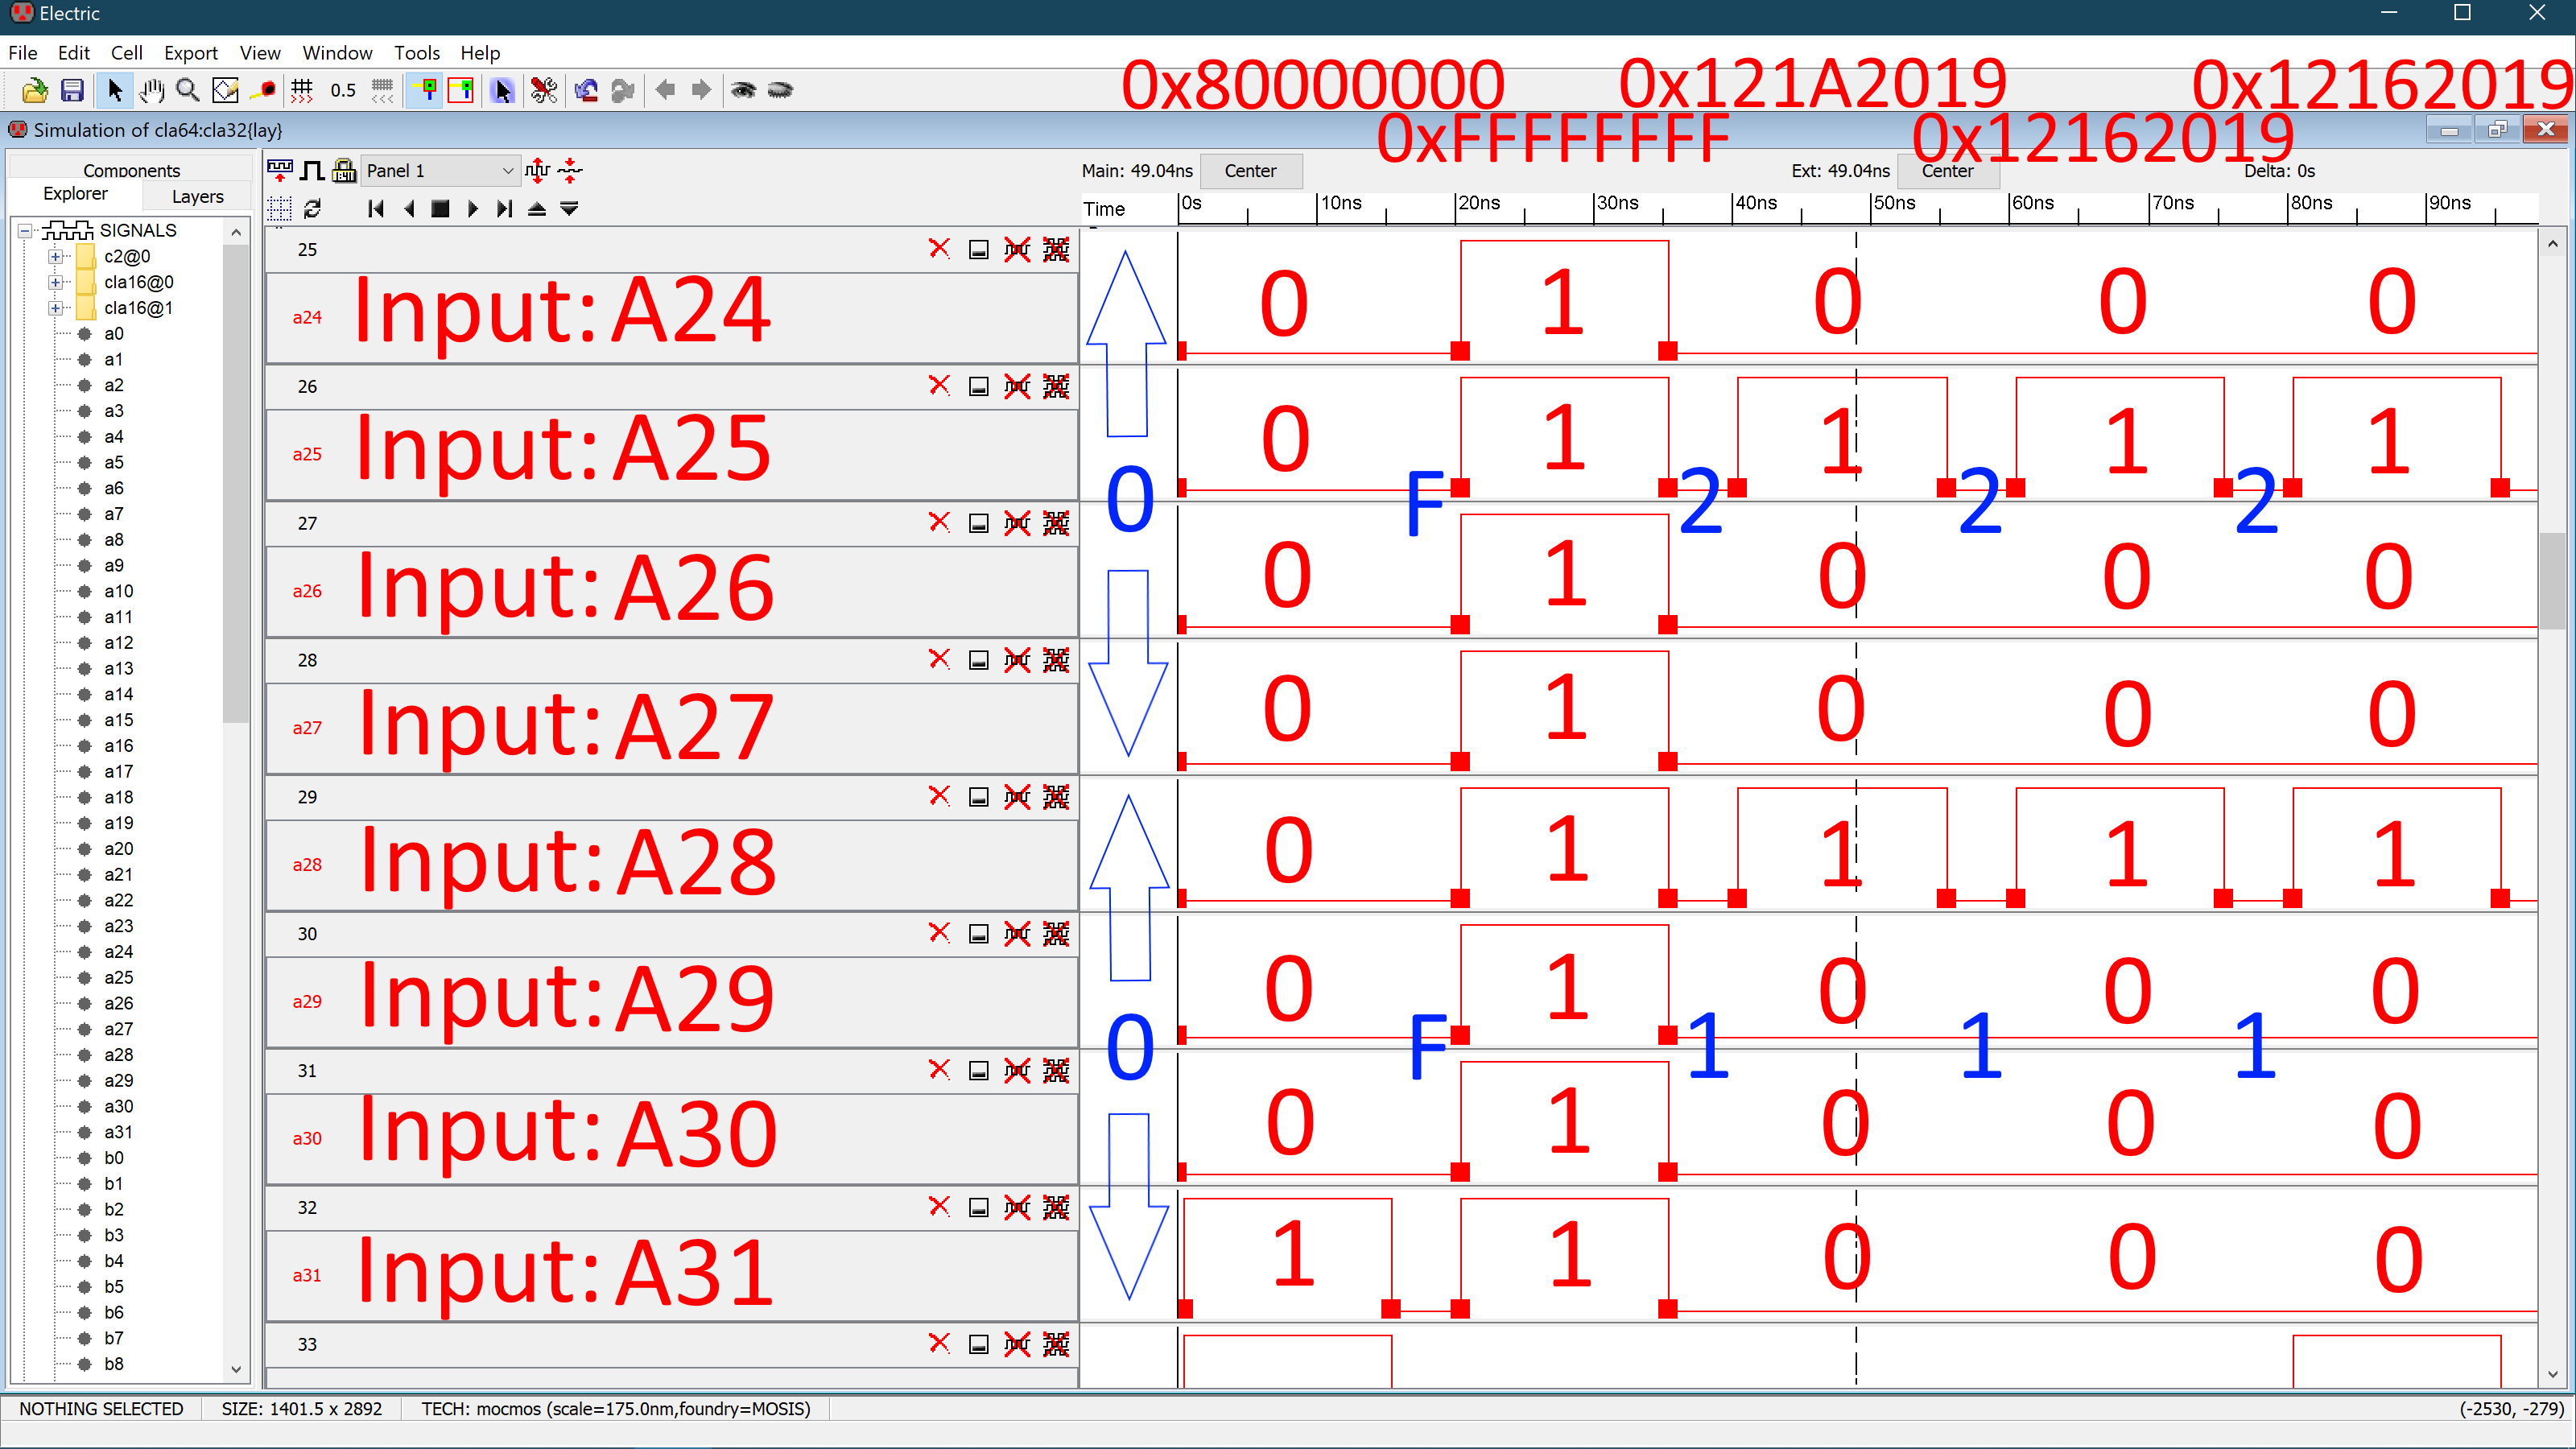 Electric
File Edit Cell Export View Window Tools Help
0x80000000 0x121A2019 0x12162019
0.5
0xFFFFFFFF 0x12162019
Simulation of cla64:cla32{lay}
Components
Explorer Layers
Panel 1
Main: 49.04ns Center Ext: 49.04ns Center Delta: 0s
Time 0s 10ns 20ns 30ns 40ns 50ns 60ns 70ns 80ns 90ns
SIGNALS
c2@0
cla16@0
cla16@1
a0
a1
a2
a3
a4
a5
a6
a7
a8
a9
a10
a11
a12
a13
a14
a15
a16
a17
a18
a19
a20
a21
a22
a23
a24
a25
a26
a27
a28
a29
a30
a31
b0
b1
b2
b3
b4
b5
b6
b7
b8
25
a24 Input: A24 0 1 0 0 0
26
a25 Input: A25 0 1 1 1 1
0 F 2 2 2
27
a26 Input: A26 0 1 0 0 0
28
a27 Input: A27 0 1 0 0 0
29
a28 Input: A28 0 1 1 1 1
30
a29 Input: A29 0 1 0 0 0
0 F 1 1 1
31
a30 Input: A30 0 1 0 0 0
32
a31 Input: A31 1 1 0 0 0
33
NOTHING SELECTED SIZE: 1401.5 x 2892 TECH: mocmos (scale=175.0nm,foundry=MOSIS) (-2530, -279)